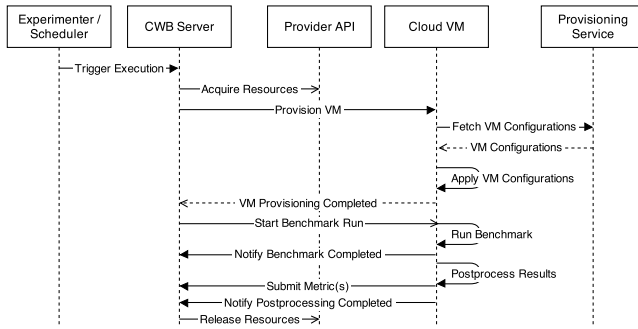 Experimenter /
Scheduler
CWB Server
Provider API
Cloud VM
Provisioning
Service
Trigger Execution
Acquire Resources
Provision VM
Fetch VM Configurations
VM Configurations
Apply VM Configurations
VM Provisioning Completed
Start Benchmark Run
Run Benchmark
Notify Benchmark Completed
Postprocess Results
Submit Metric(s)
Notify Postprocessing Completed
Release Resources